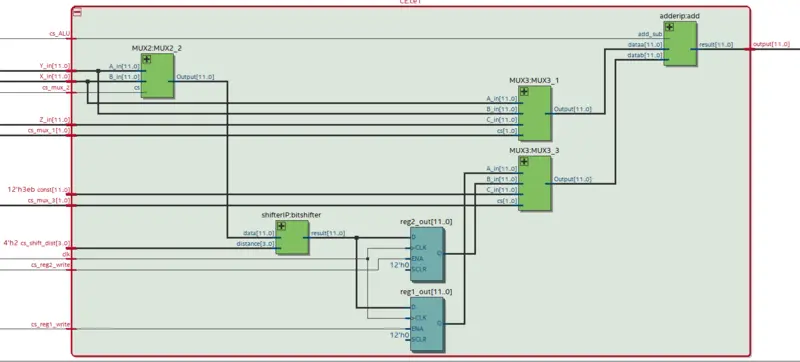 CE:ce1
adderip:add
cs_ALU
add_sub
dataa[11..0]
result[11..0]
output[11..0]
datab[11..0]
MUX2:MUX2_2
Y_in[11..0]
A_in[11..0]
X_in[11..0]
B_in[11..0]
Output[11..0]
cs_mux_2
cs
MUX3:MUX3_1
A_in[11..0]
B_in[11..0]
Output[11..0]
Z_in[11..0]
C_in[11..0]
cs_mux_1[1..0]
cs[1..0]
MUX3:MUX3_3
A_in[11..0]
B_in[11..0]
Output[11..0]
12'h3eb const[11..0]
C_in[11..0]
cs_mux_3[1..0]
cs[1..0]
shifterIP:bitshifter
data[11..0]
result[11..0]
4'h2 cs_shift_dist[3..0]
distance[3..0]
clk
cs_reg2_write
reg2_out[11..0]
D
CLK
Q
ENA
12'h0
SCLR
reg1_out[11..0]
D
CLK
Q
cs_reg1_write
ENA
12'h0
SCLR